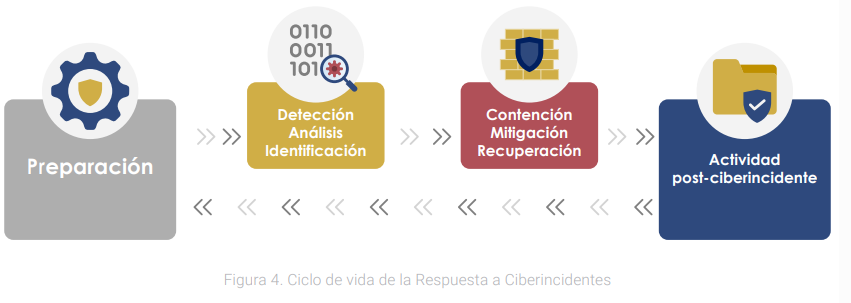 0110
0011
101
Preparación
Detección
Análisis
Identificación
Contención
Mitigación
Recuperación
Actividad
post-ciberincidente
Figura 4. Ciclo de vida de la Respuesta a Ciberincidentes